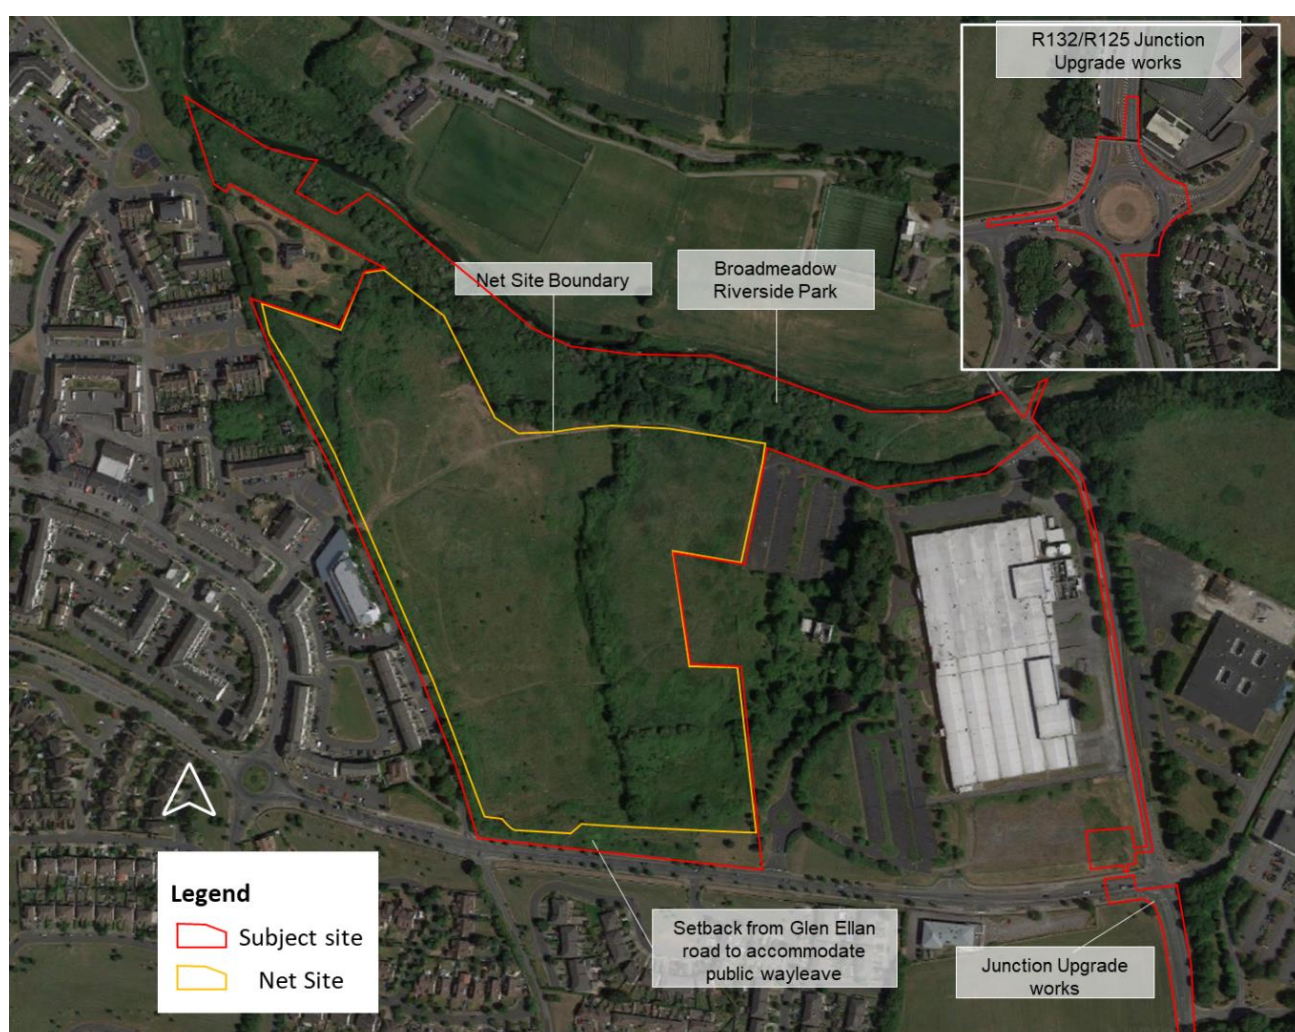 R132/R125 Junction
Upgrade works
Net Site Boundary
Broadmeadow
Riverside Park
Legend
Subject site
Net Site
Setback from Glen Ellan
road to accommodate
public wayleave
Junction Upgrade
works